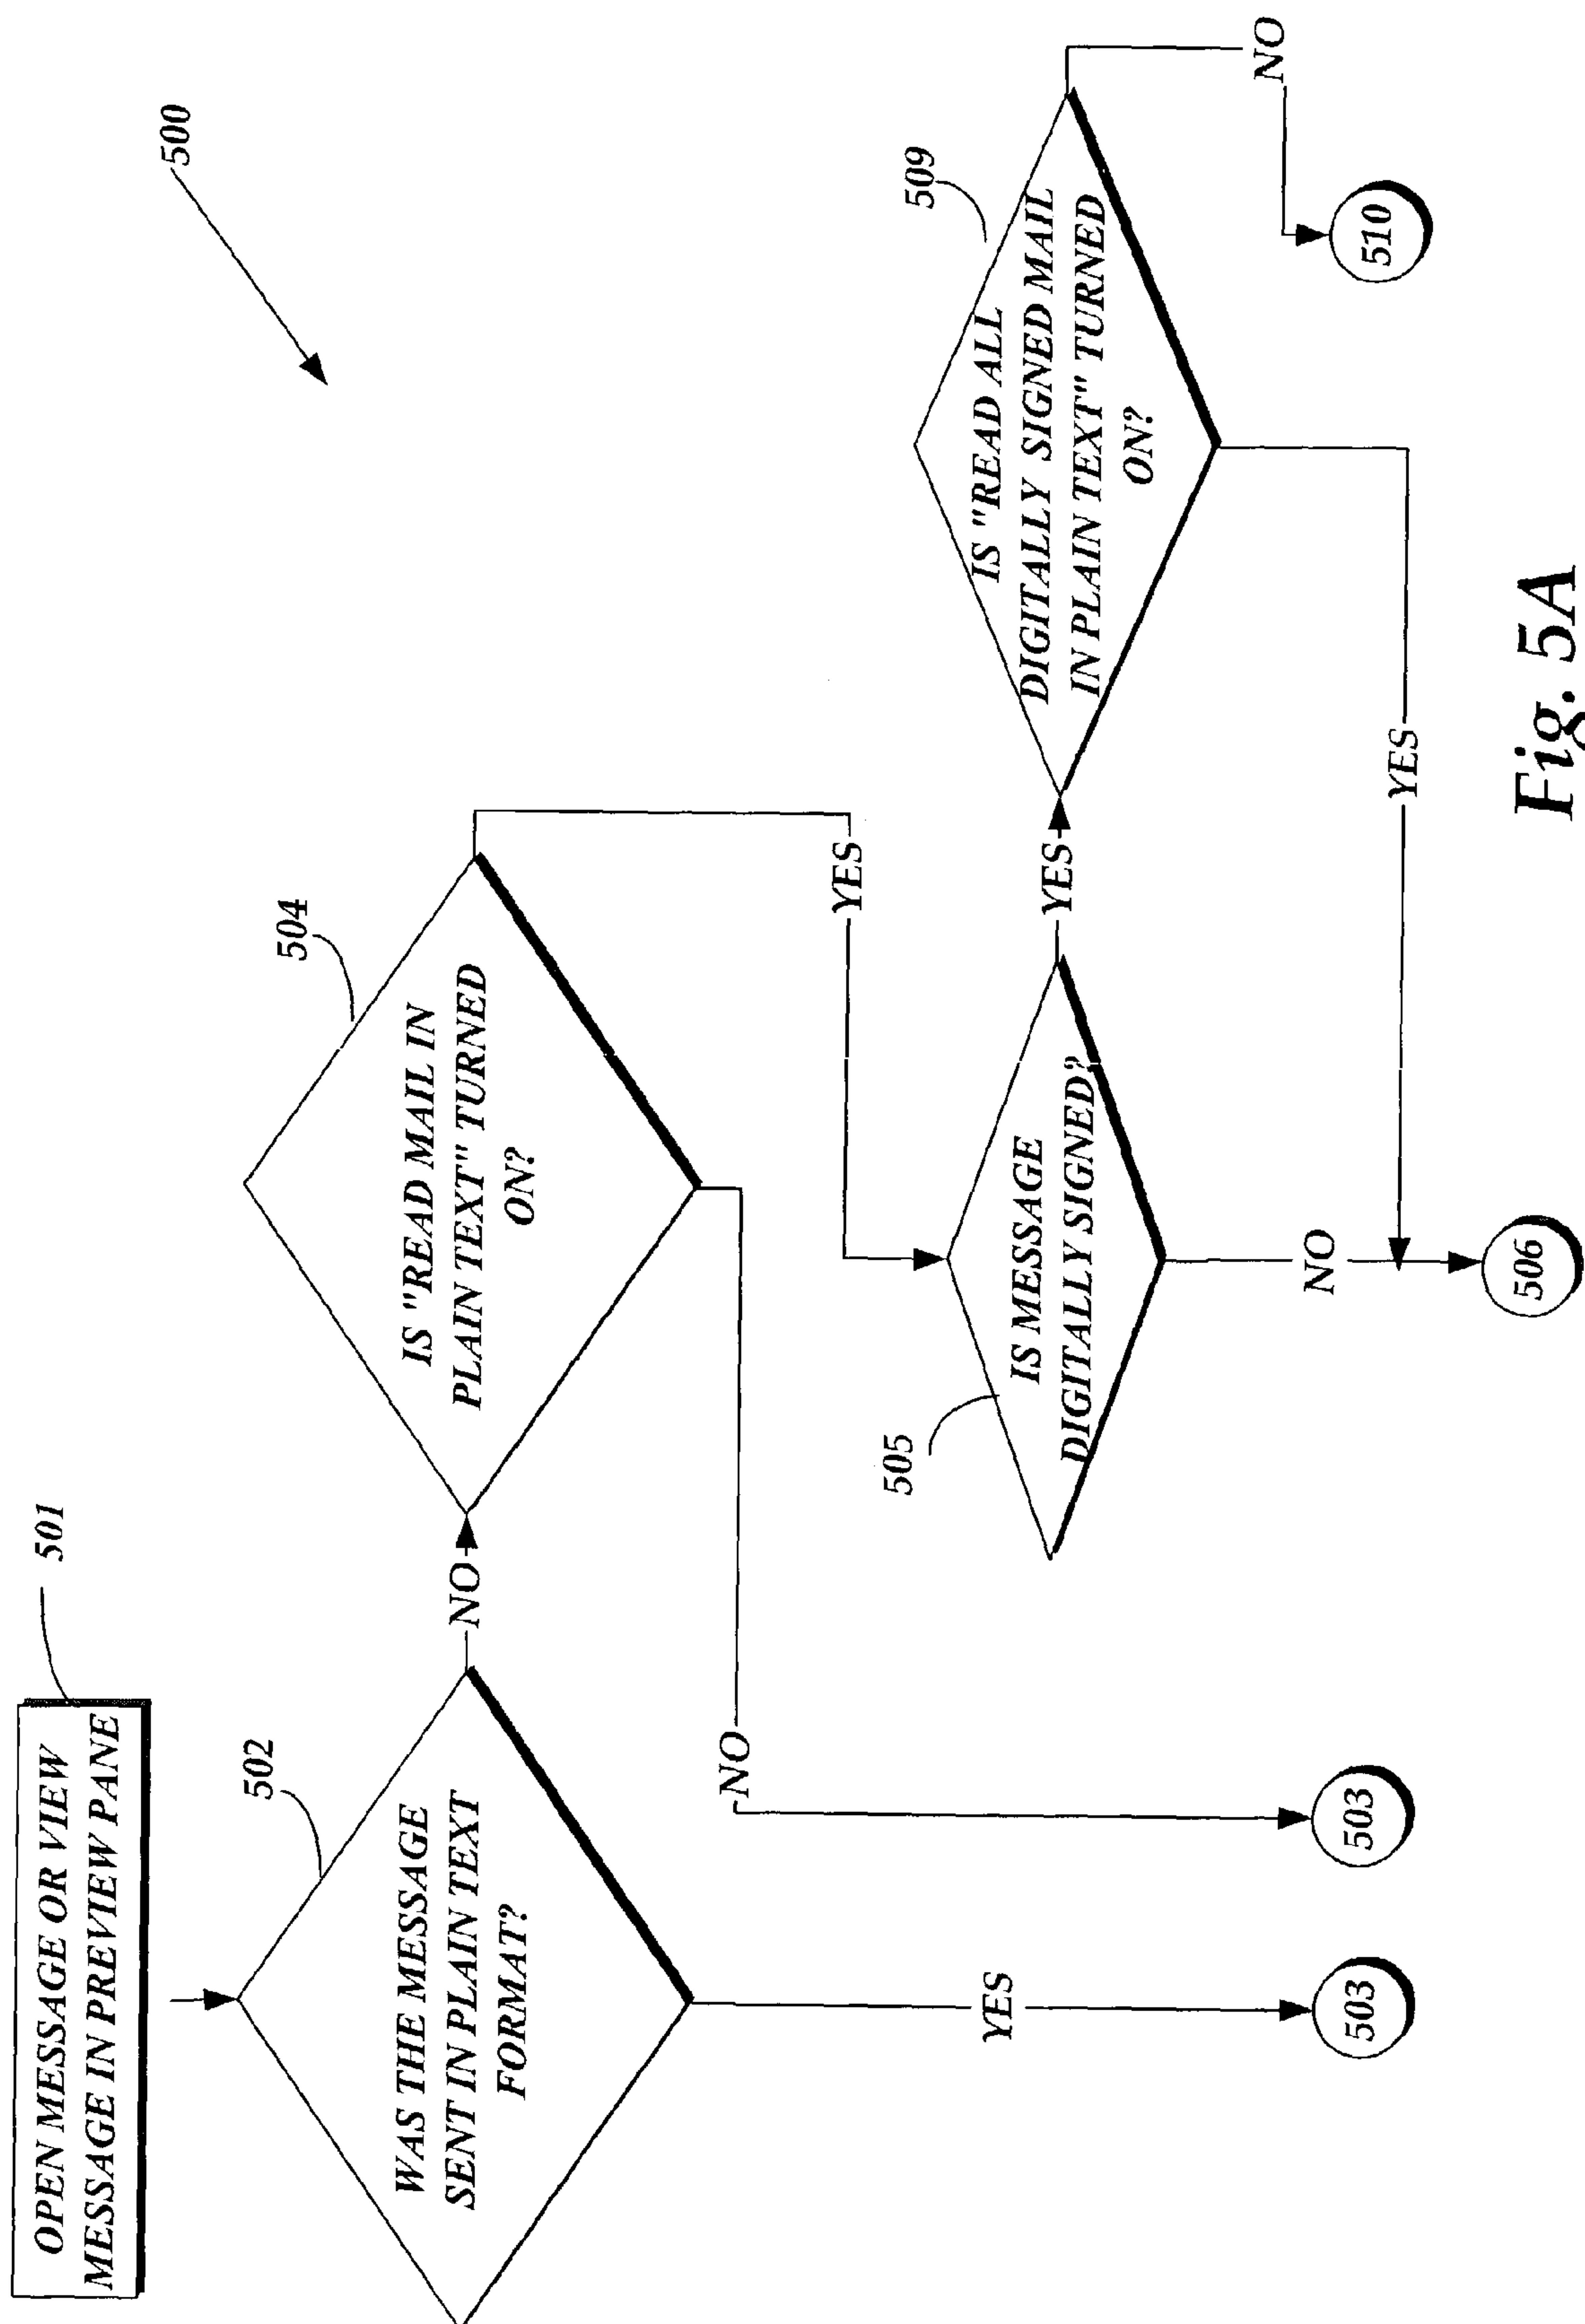 500
501
OPEN MESSAGE OR VIEW
MESSAGE IN PREVIEW PANE
502
WAS THE MESSAGE
SENT IN PLAIN TEXT
FORMAT?
NO
YES
503
504
IS "READ MAIL IN
PLAIN TEXT" TURNED
ON?
NO
503
YES
505
IS MESSAGE
DIGITALLY SIGNED?
YES
NO
506
509
IS "READ ALL
DIGITALLY SIGNED MAIL
IN PLAIN TEXT" TURNED
ON?
YES
NO
510
Fig. 5A